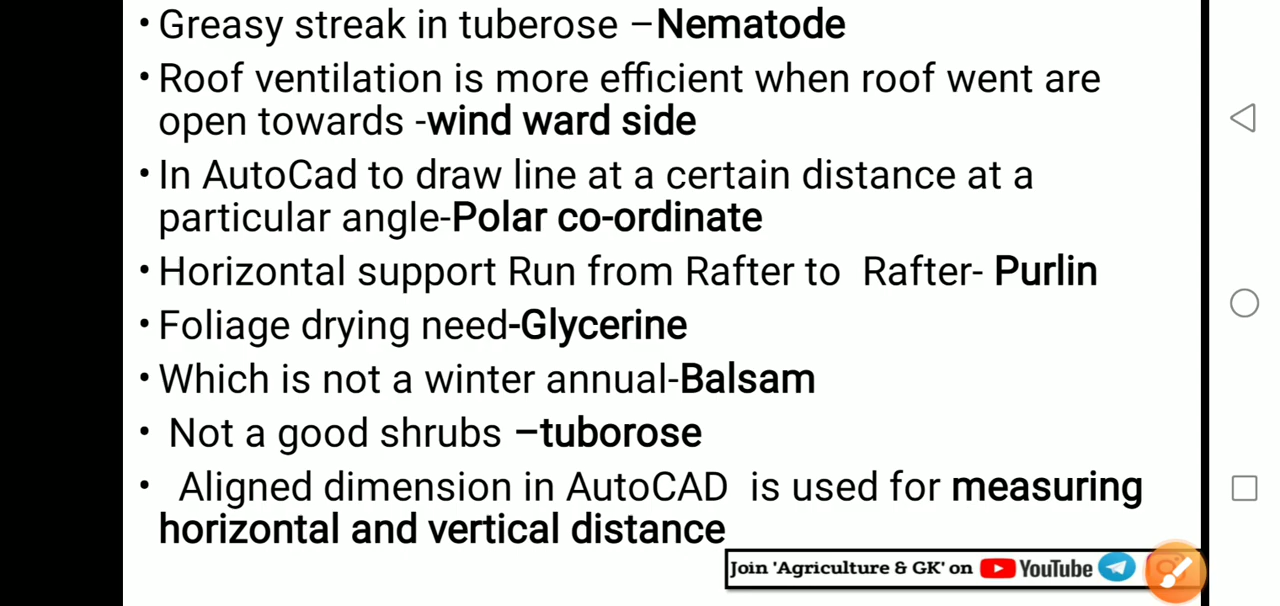 • Greasy streak in tuberose –Nematode
• Roof ventilation is more efficient when roof went are
open towards -wind ward side
• In AutoCad to draw line at a certain distance at a
particular angle-Polar co-ordinate
• Horizontal support Run from Rafter to Rafter- Purlin
• Foliage drying need-Glycerine
• Which is not a winter annual-Balsam
• Not a good shrubs –tuborose
• Aligned dimension in AutoCAD is used for measuring
horizontal and vertical distance
Join 'Agriculture & GK' on YouTube